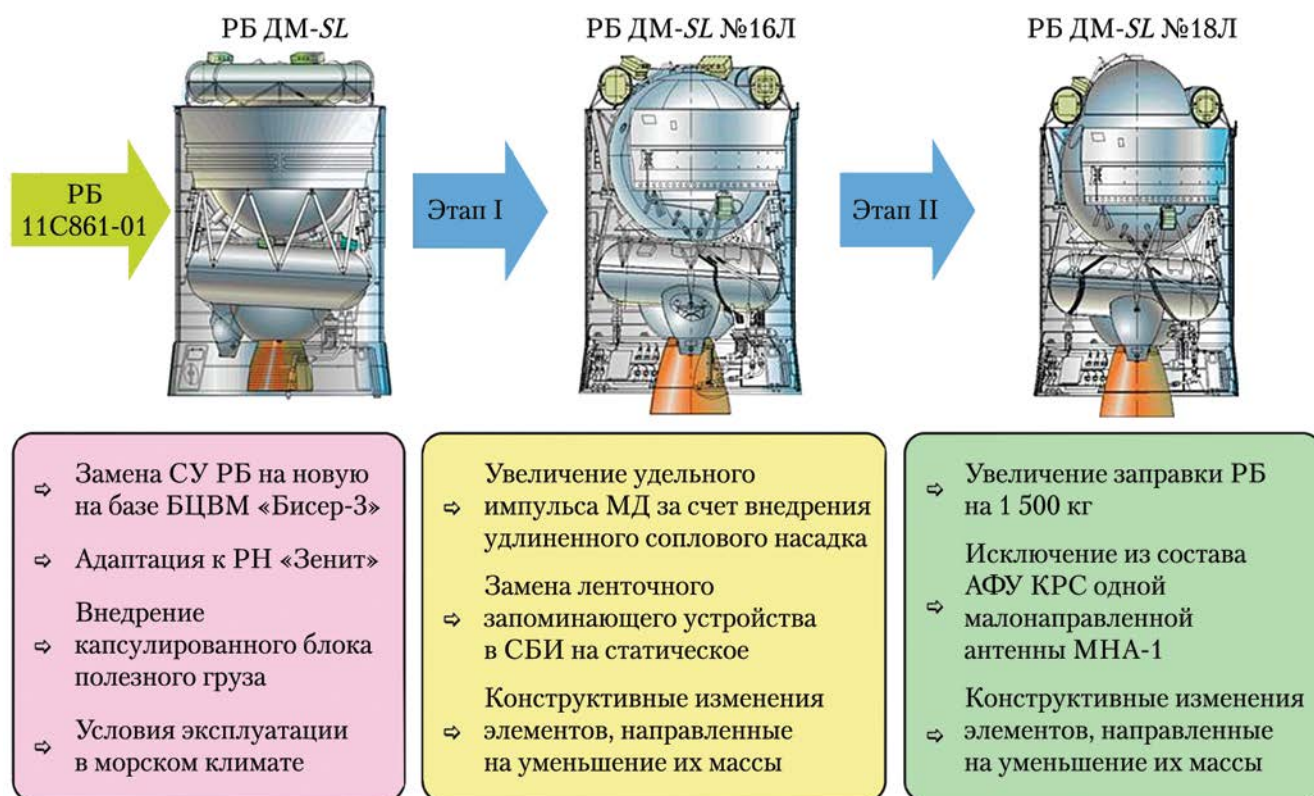 РБ ДМ-SL
РБ ДМ-SL №16Л
РБ ДМ-SL №18Л
РБ
11С861-01
Этап I
Этап II
⇨ Замена СУ РБ на новую
на базе БЦВМ «Бисер-3»
⇨ Адаптация к РН «Зенит»
Внедрение
⇨ капсулированного блока
полезного груза
⇨ Условия эксплуатации
в морском климате
Увеличение удельного
⇨ импульса МД за счет внедрения
удлиненного соплового насадка
Замена ленточного
⇨ запоминающего устройства
в СБИ на статическое
Конструктивные изменения
⇨ элементов, направленные
на уменьшение их массы
⇨ Увеличение заправки РБ
на 1 500 кг
Исключение из состава
⇨ АФУ КРС одной
малонаправленной
антенны МНА-1
Конструктивные изменения
⇨ элементов, направленные
на уменьшение их массы